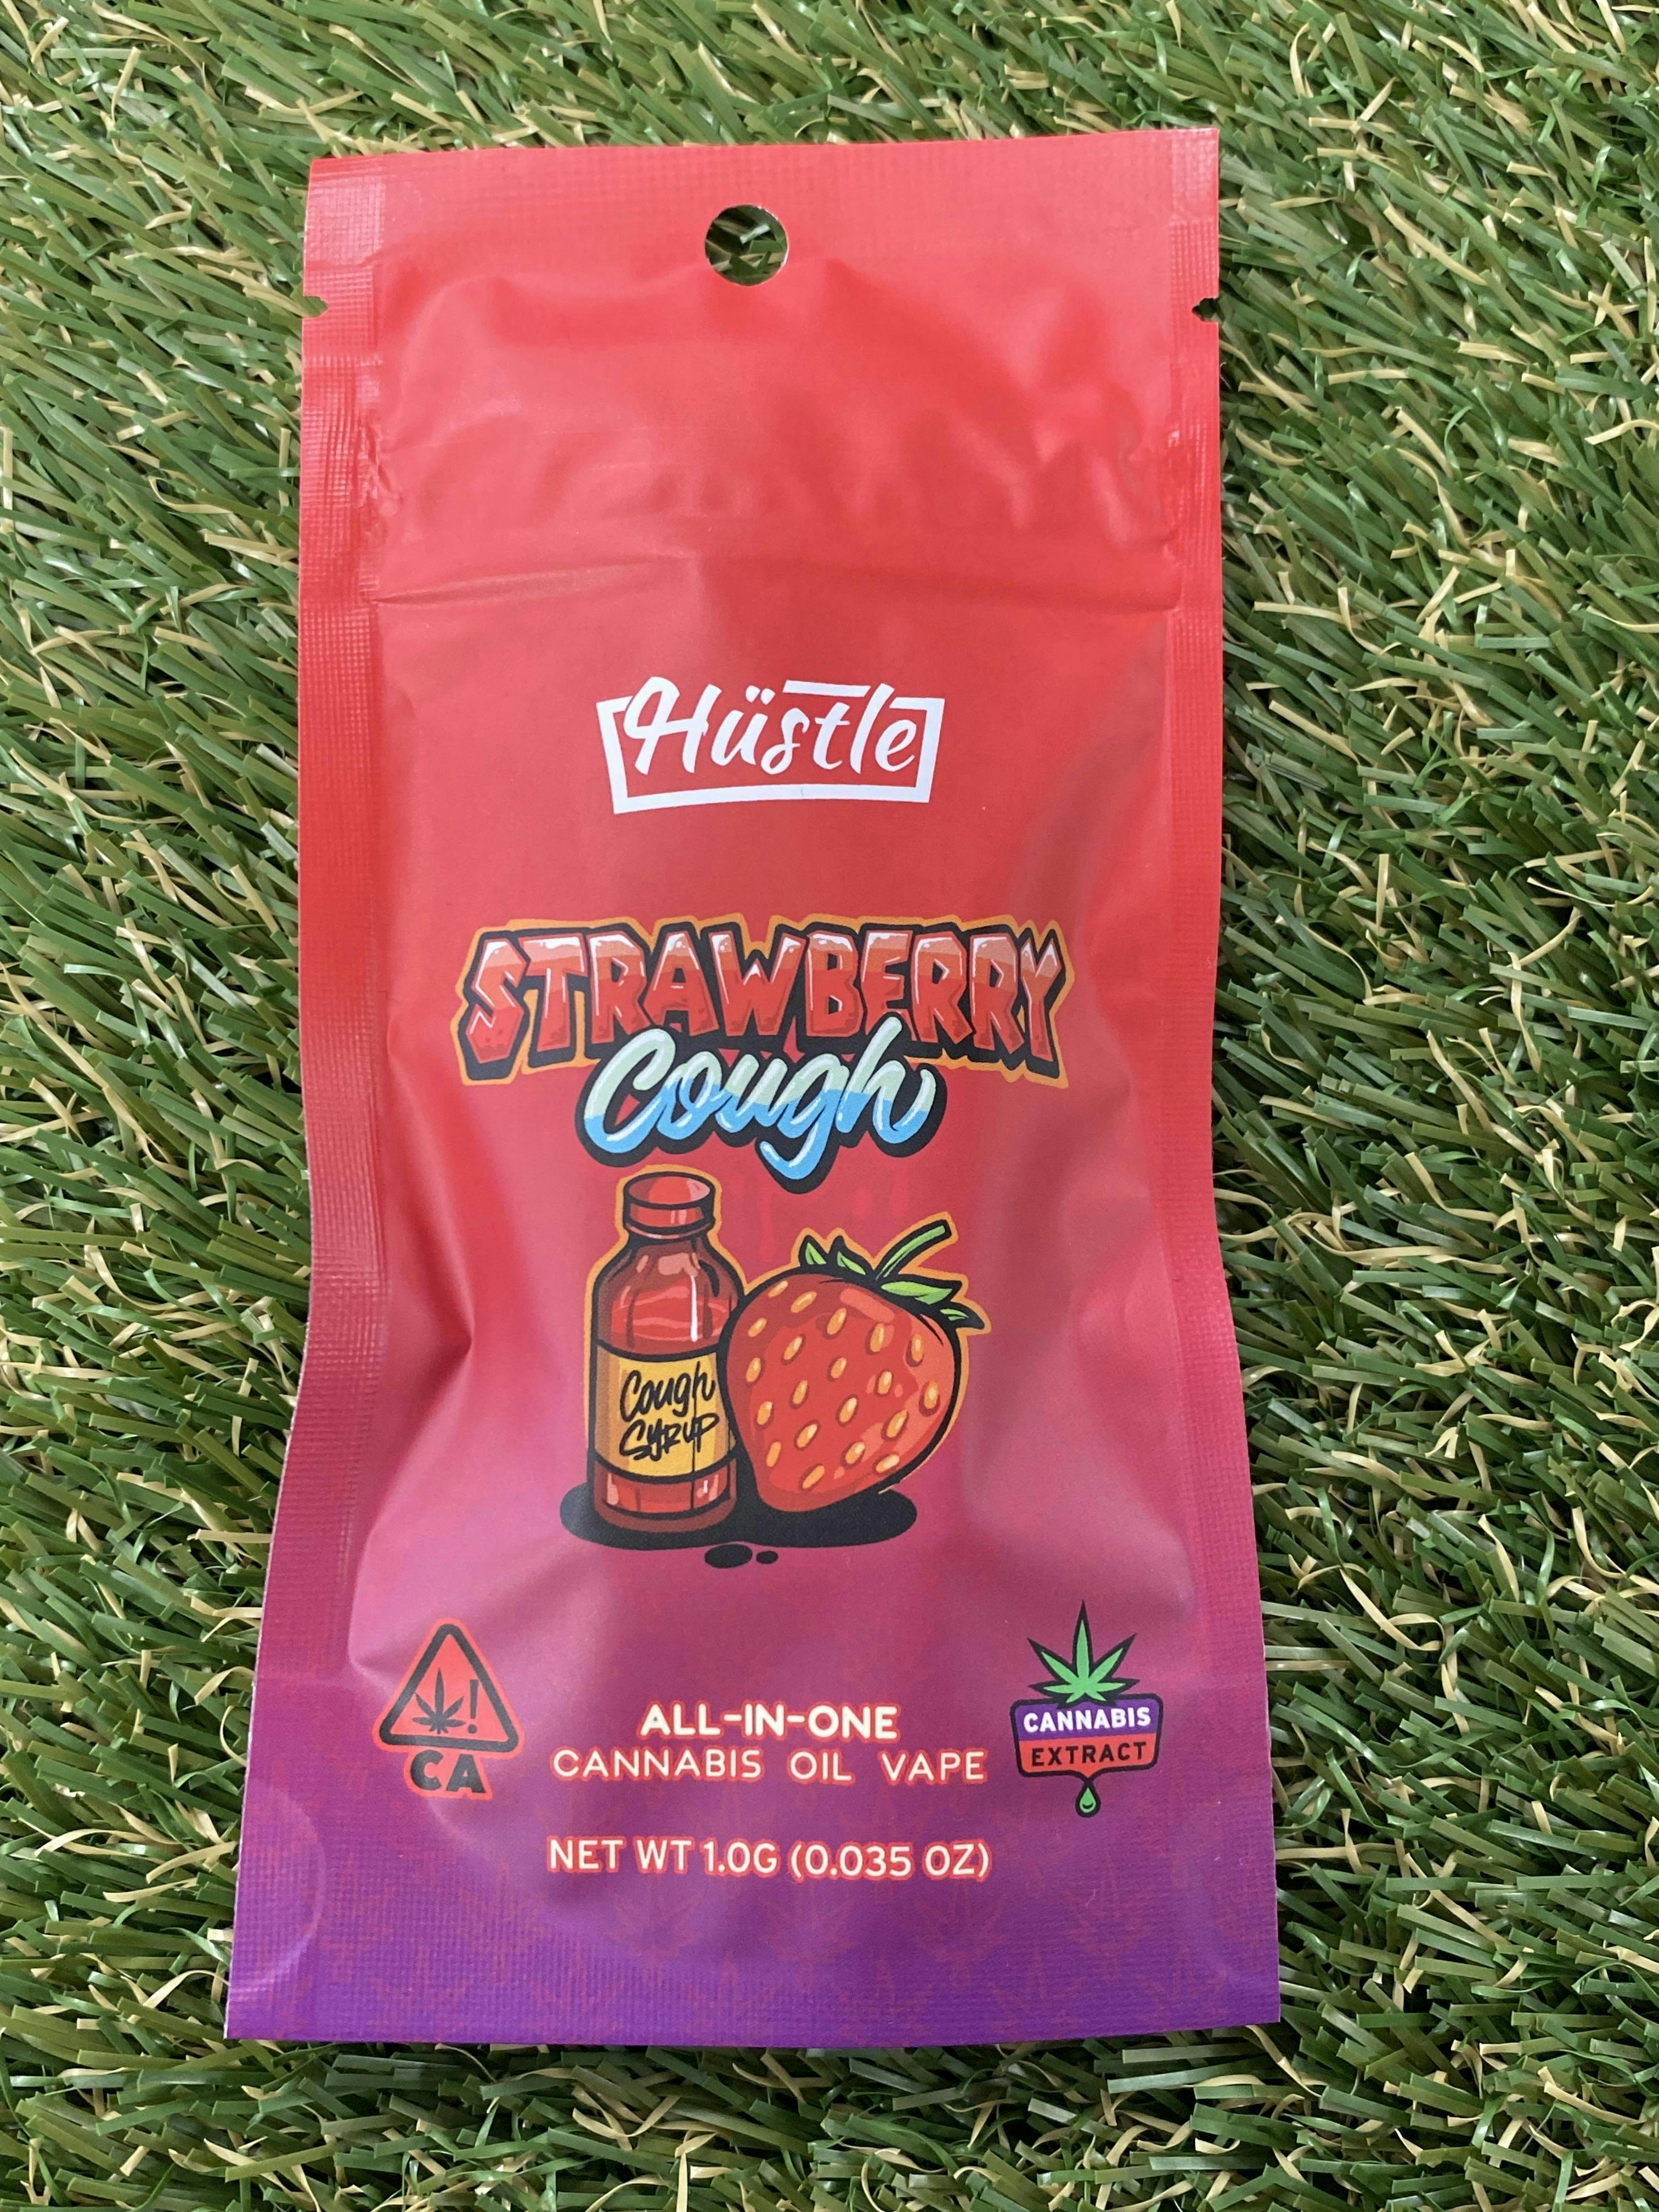 Hüstle
STRAWBERRY
Cough
Cough
Syrup
!
CA
ALL-IN-ONE
CANNABIS OIL VAPE
CANNABIS
EXTRACT
NET WT 1.0G (0.035 OZ)